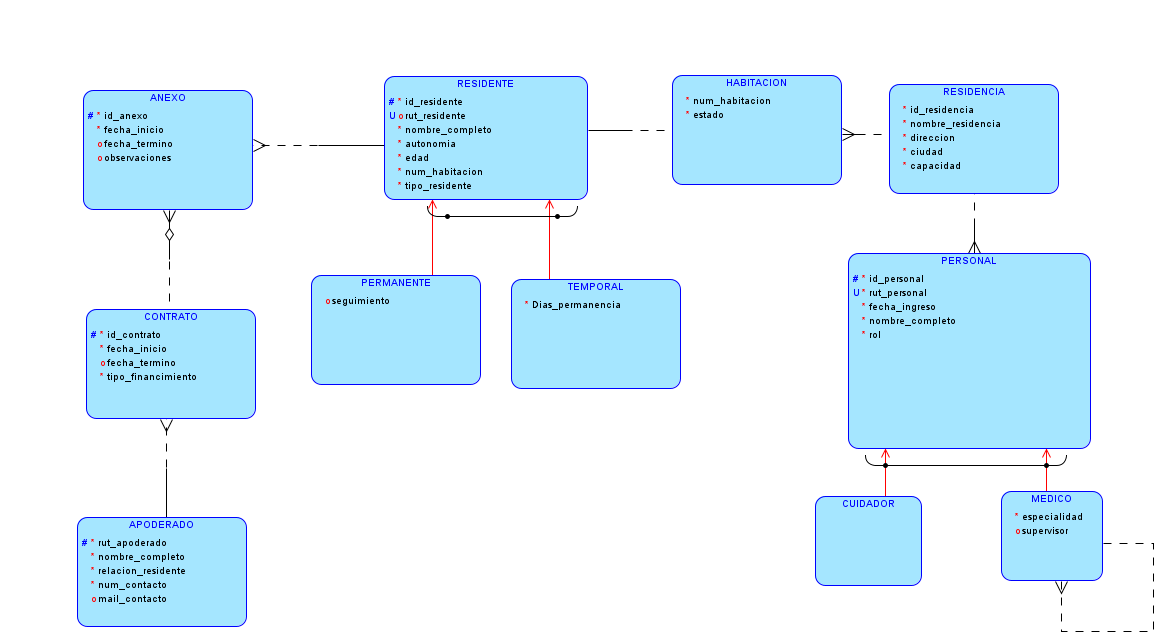 ANEXO
# * id_anexo
* fecha_inicio
o fecha_termino
o observaciones
RESIDENTE
# * id_residente
U o rut_residente
* nombre_completo
* autonomia
* edad
* num_habitacion
* tipo_residente
HABITACION
* num_habitacion
* estado
RESIDENCIA
* id_residencia
* nombre_residencia
* direccion
* ciudad
* capacidad
PERMANENTE
o seguimiento
TEMPORAL
* Dias_permanencia
PERSONAL
# * id_personal
U * rut_personal
* fecha_ingreso
* nombre_completo
* rol
CONTRATO
# * id_contrato
* fecha_inicio
o fecha_termino
* tipo_financimiento
APODERADO
# * rut_apoderado
* nombre_completo
* relacion_residente
* num_contacto
o mail_contacto
CUIDADOR
MEDICO
* especialidad
o supervisor